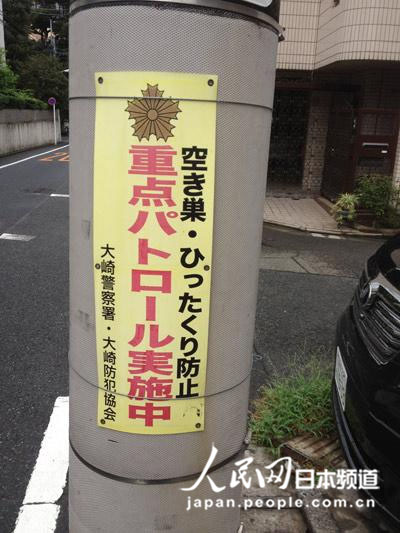 空き巣・ひったくり防止
重点パトロール実施中
大崎警察署・大崎防犯協会
人民网日本频道
japan.people.com.cn